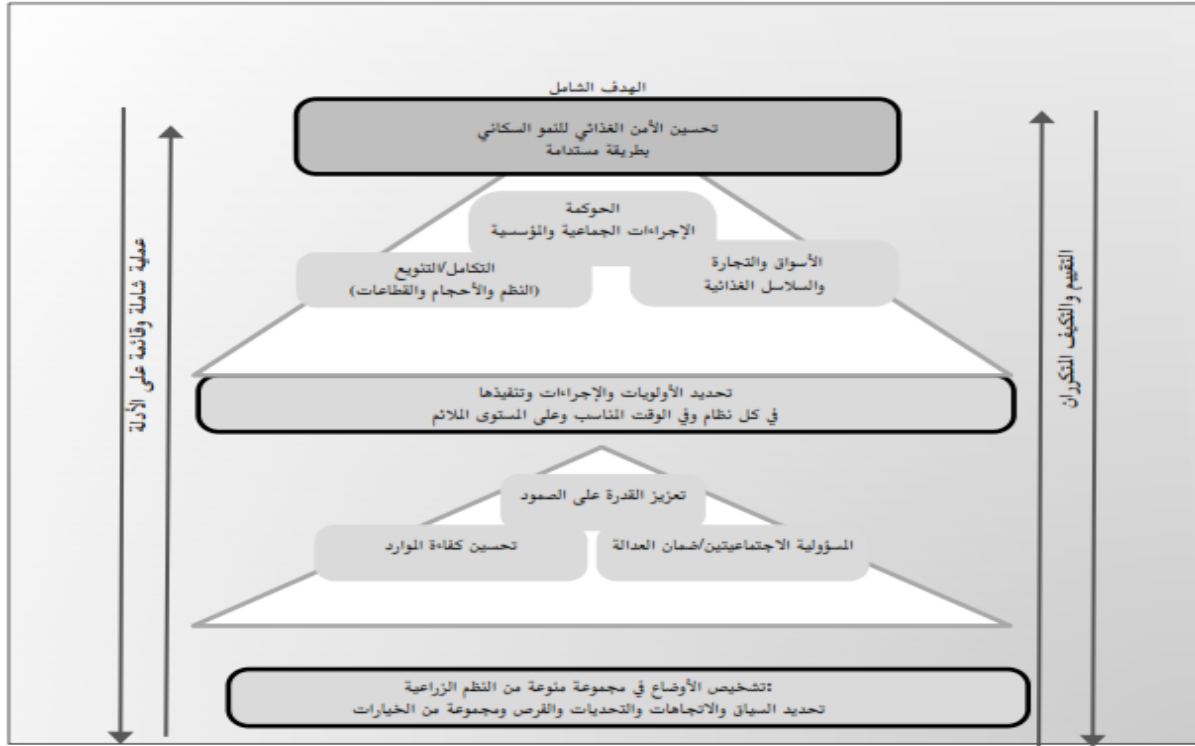 الهدف الشامل
تحسين الأمن الغذائي للنمو السكاني
بطريقة مستدامة
الحوكمة
الإجراءات الجماعية والمؤسسية
الأسواق والتجارة
والسلاسل الغذائية
التكامل/التنويع
(النظم والأحجام والقطاعات)
تحديد الأولويات والإجراءات وتنفيذها
في كل نظام وفي الوقت المناسب وعلى المستوى الملائم
تعزيز القدرة على الصمود
المسؤولية الاجتماعيتين/ضمان العدالة
تحسين كفاءة الموارد
تشخيص الأوضاع في مجموعة منوعة من النظم الزراعية:
تحديد السياق والاتجاهات والتحديات والفرص ومجموعة من الخيارات
التقييم والتكيف المتكرران
عملية شاملة وقائمة على الأدلة